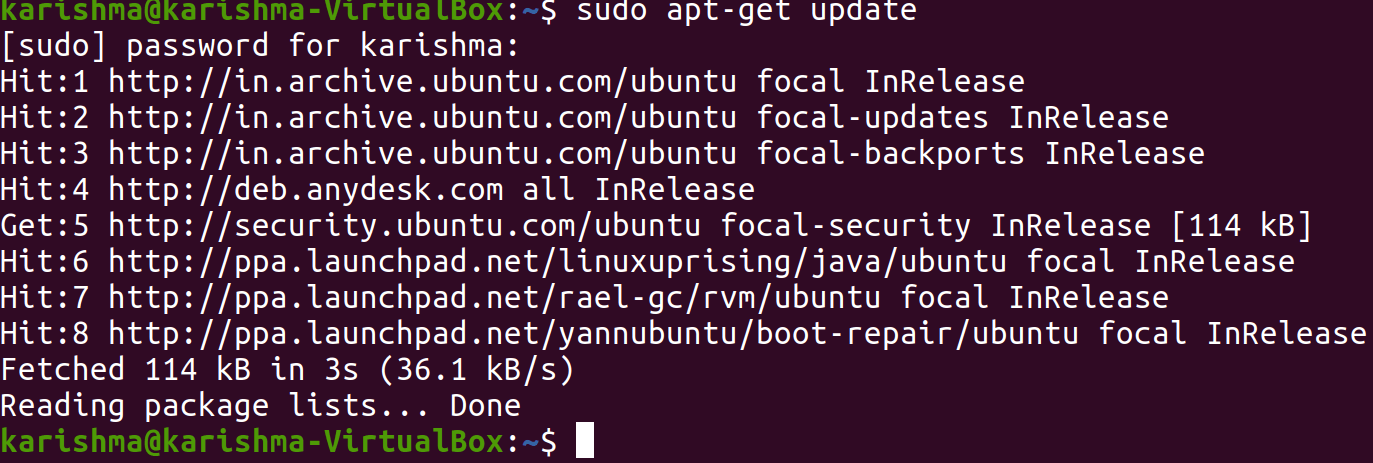 karishma@karishma-VirtualBox:~$ sudo apt-get update
[sudo] password for karishma:
Hit:1 http://in.archive.ubuntu.com/ubuntu focal InRelease
Hit:2 http://in.archive.ubuntu.com/ubuntu focal-updates InRelease
Hit:3 http://in.archive.ubuntu.com/ubuntu focal-backports InRelease
Hit:4 http://deb.anydesk.com all InRelease
Get:5 http://security.ubuntu.com/ubuntu focal-security InRelease [114 kB]
Hit:6 http://ppa.launchpad.net/linuxuprising/java/ubuntu focal InRelease
Hit:7 http://ppa.launchpad.net/rael-gc/rvm/ubuntu focal InRelease
Hit:8 http://ppa.launchpad.net/yannubuntu/boot-repair/ubuntu focal InRelease
Fetched 114 kB in 3s (36.1 kB/s)
Reading package lists... Done
karishma@karishma-VirtualBox:~$